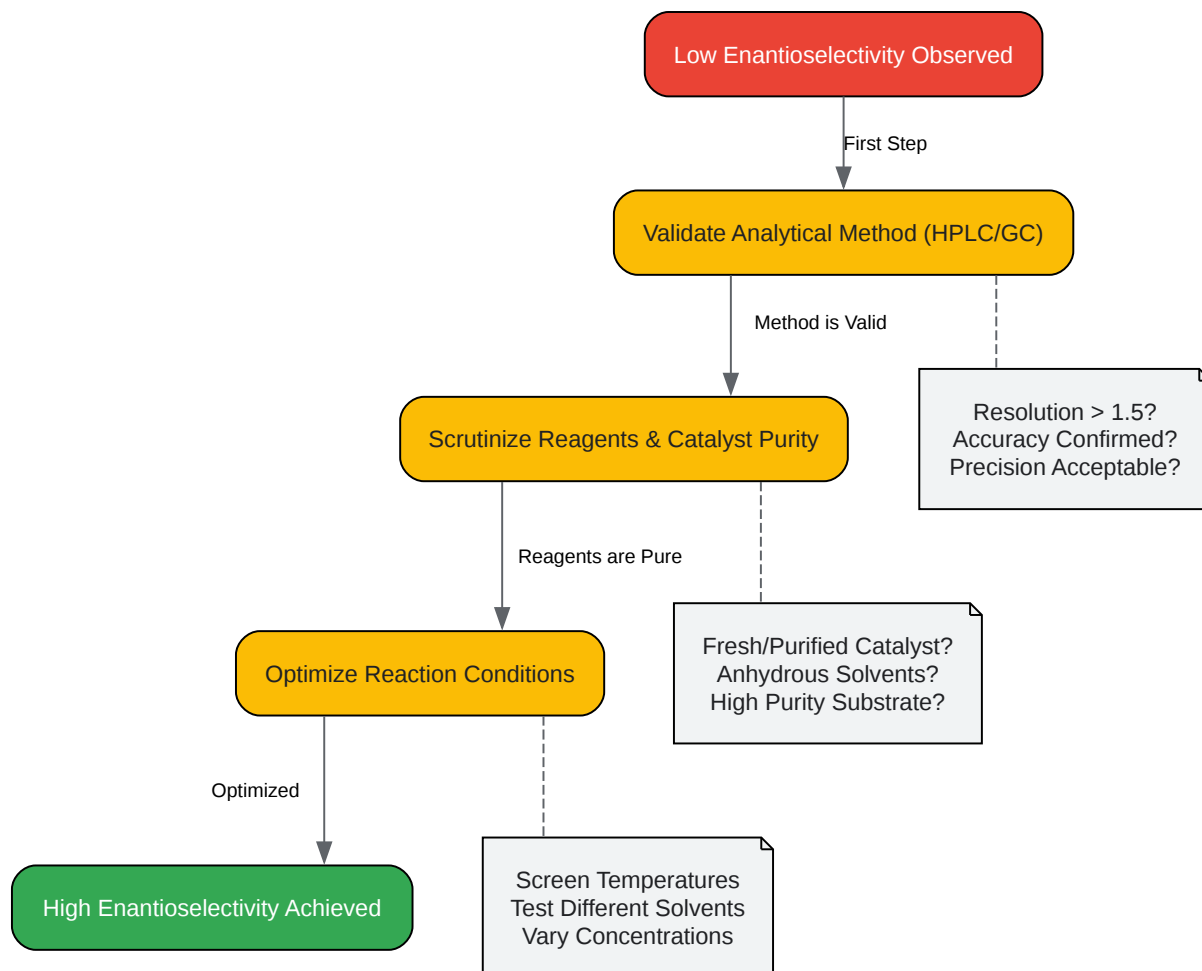 Low Enantioselectivity Observed
First Step
Validate Analytical Method (HPLC/GC)
Method is Valid
Resolution > 1.5?
Accuracy Confirmed?
Precision Acceptable?
Scrutinize Reagents & Catalyst Purity
Reagents are Pure
Fresh/Purified Catalyst?
Anhydrous Solvents?
High Purity Substrate?
Optimize Reaction Conditions
Optimized
Screen Temperatures
Test Different Solvents
Vary Concentrations
High Enantioselectivity Achieved